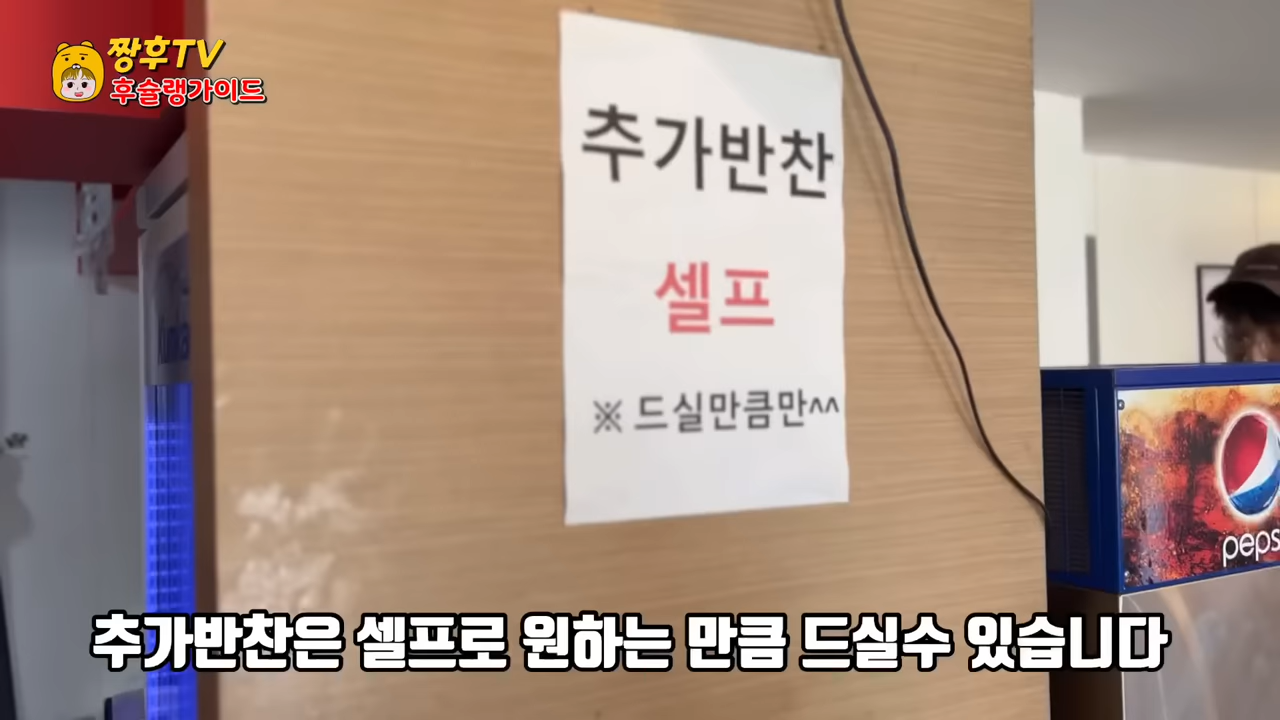 짱후TV
후슐랭가이드
추가반찬
셀프
※ 드실만큼만^^
peps
추가반찬은 셀프로 원하는 만큼 드실수 있습니다